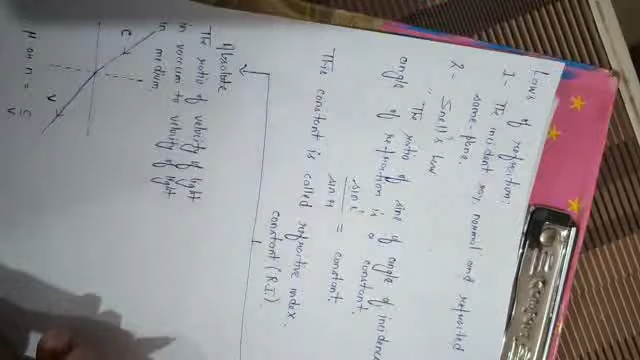 Laws of refraction:
1- The incident ray, normal and refracted
same plane.
2- Snell's law
"The ratio of sine of angle of incidence
angle of refraction is a constant.
sin i / sin r = constant.
This constant is called refractive index.
constant (RI).
Absolute
The ratio of velocity of light
in vacuum to velocity of light
in medium.
c
v
μ or n = c/v